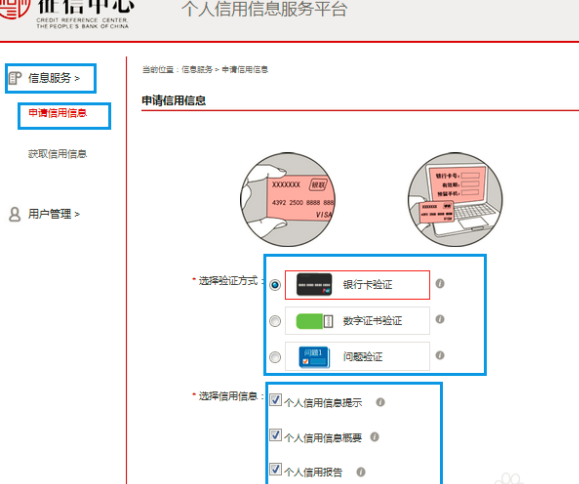 征信中心
CREDIT REFERENCE CENTER,
THE PEOPLE'S BANK OF CHINA
个人信用信息服务平台
信息服务 >
申请信用信息
获取信用信息
用户管理 >
当前位置：信息服务 > 申请信用信息
申请信用信息
XXXXXXX 银联
4392 2500 8888 888
VISA
银行卡号：
有效期：
预留手机：
* 选择验证方式：
银行卡验证
数字证书验证
问题1
问题验证
* 选择信用信息：
个人信用信息提示
个人信用信息概要
个人信用报告